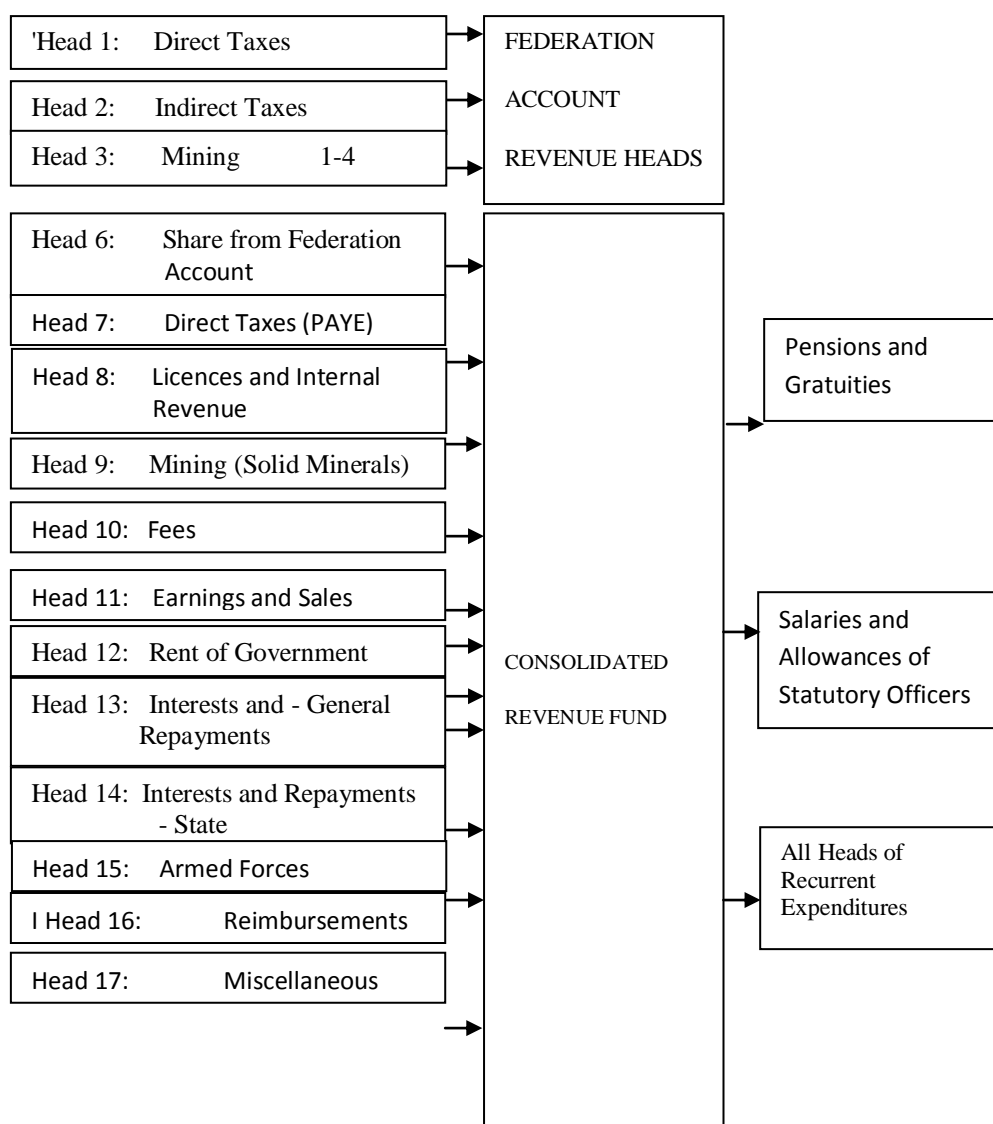 'Head 1: Direct Taxes
Head 2: Indirect Taxes
Head 3: Mining 1-4
FEDERATION
ACCOUNT
REVENUE HEADS
Head 6: Share from Federation
Account
Head 7: Direct Taxes (PAYE)
Head 8: Licences and Internal
Revenue
Head 9: Mining (Solid Minerals)
Head 10: Fees
Head 11: Earnings and Sales
Head 12: Rent of Government
Head 13: Interests and - General
Repayments
Head 14: Interests and Repayments
- State
Head 15: Armed Forces
I Head 16: Reimbursements
Head 17: Miscellaneous
CONSOLIDATED
REVENUE FUND
Pensions and
Gratuities
Salaries and
Allowances of
Statutory Officers
All Heads of
Recurrent
Expenditures